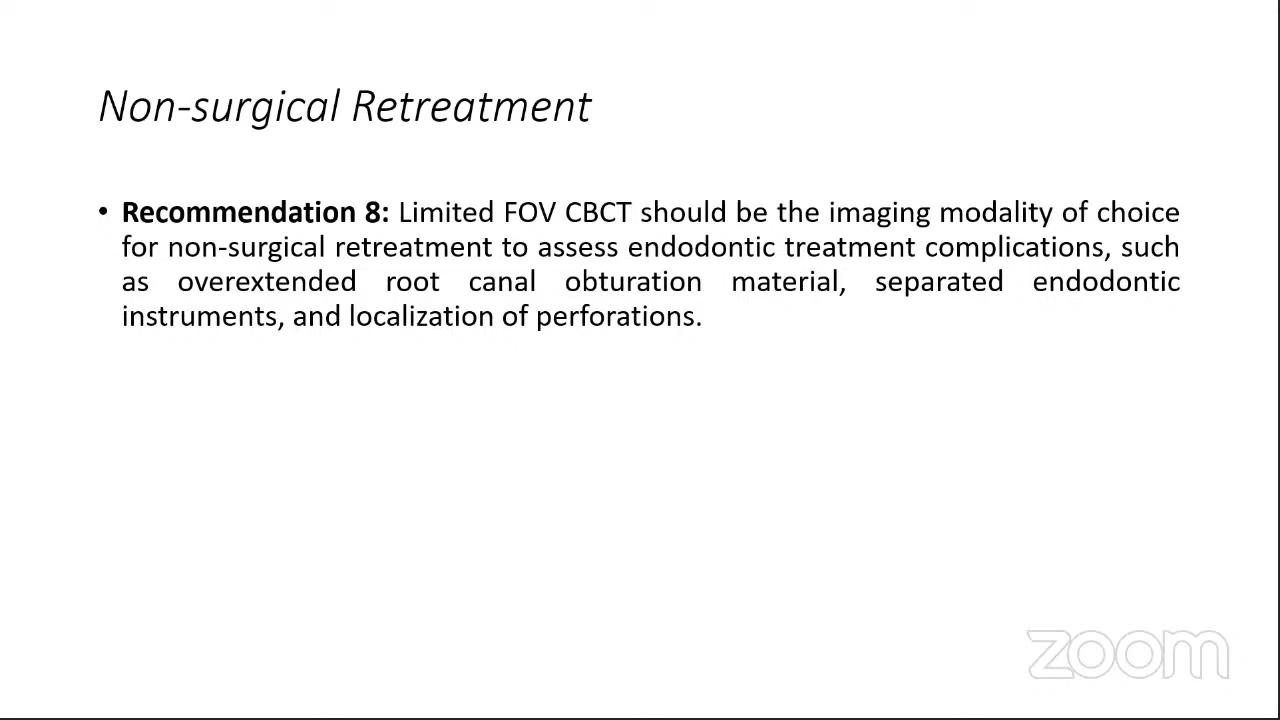 Non-surgical Retreatment
• Recommendation 8: Limited FOV CBCT should be the imaging modality of choice
for non-surgical retreatment to assess endodontic treatment complications, such
as overextended root canal obturation material, separated endodontic
instruments, and localization of perforations.
zoom